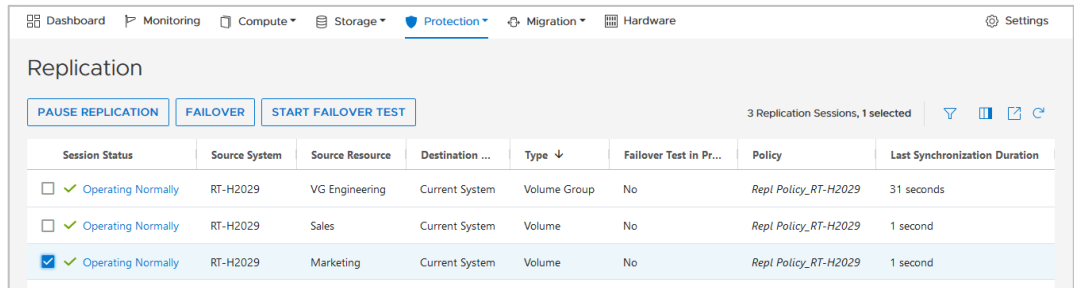 Dashboard Monitoring Compute Storage Protection Migration Hardware Settings
Replication
PAUSE REPLICATION FAILOVER START FAILOVER TEST 3 Replication Sessions, 1 selected
Session Status Source System Source Resource Destination ... Type Failover Test in Pr... Policy Last Synchronization Duration
Operating Normally RT-H2029 VG Engineering Current System Volume Group No Repl Policy_RT-H2029 31 seconds
Operating Normally RT-H2029 Sales Current System Volume No Repl Policy_RT-H2029 1 second
Operating Normally RT-H2029 Marketing Current System Volume No Repl Policy_RT-H2029 1 second